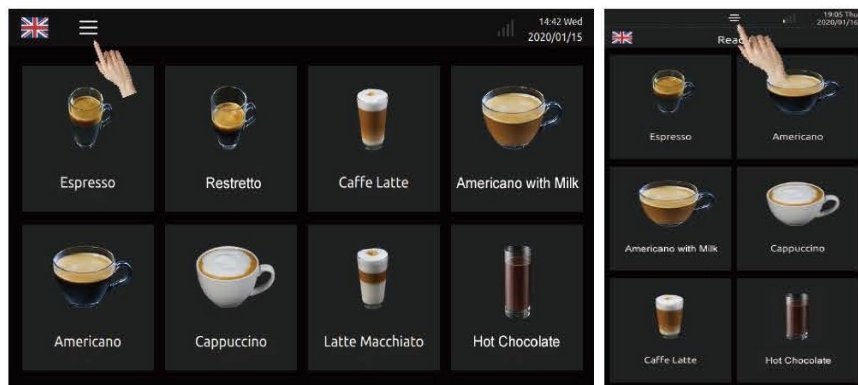 14:42 Wed
2020/01/15
Espresso
Restretto
Caffe Latte
Americano with Milk
Americano
Cappuccino
Latte Macchiato
Hot Chocolate
19:05 Thu
2020/01/16
Espresso
Americano
Americano with Milk
Cappuccino
Caffe Latte
Hot Chocolate